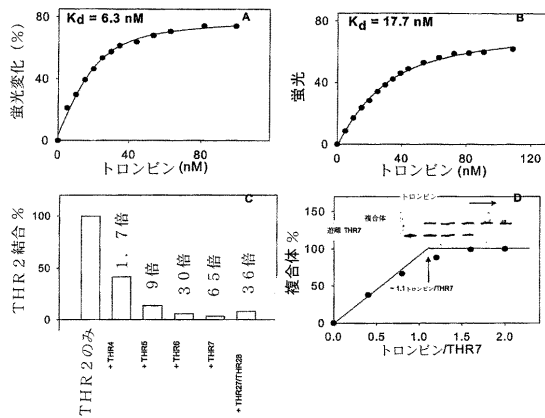 Kd = 6.3 nM
A
蛍光変化 (%)
80
40
0
0
40
80
トロンビン(nM)
Kd = 17.7 nM
B
蛍光
80
40
0
0
40
80
120
トロンビン (nM)
C
THR2結合 %
100
50
0
1.7倍
9倍
30倍
65倍
36倍
THR2のみ
+ THR4
+ THR5
+ THR6
+ THR7
+ THR27/THR28
D
トロンビン
複合体
遊離 THR7
複合体 %
150
100
50
0
~1.1トロンビン/THR7
0.0
1.0
2.0
トロンビン/THR7